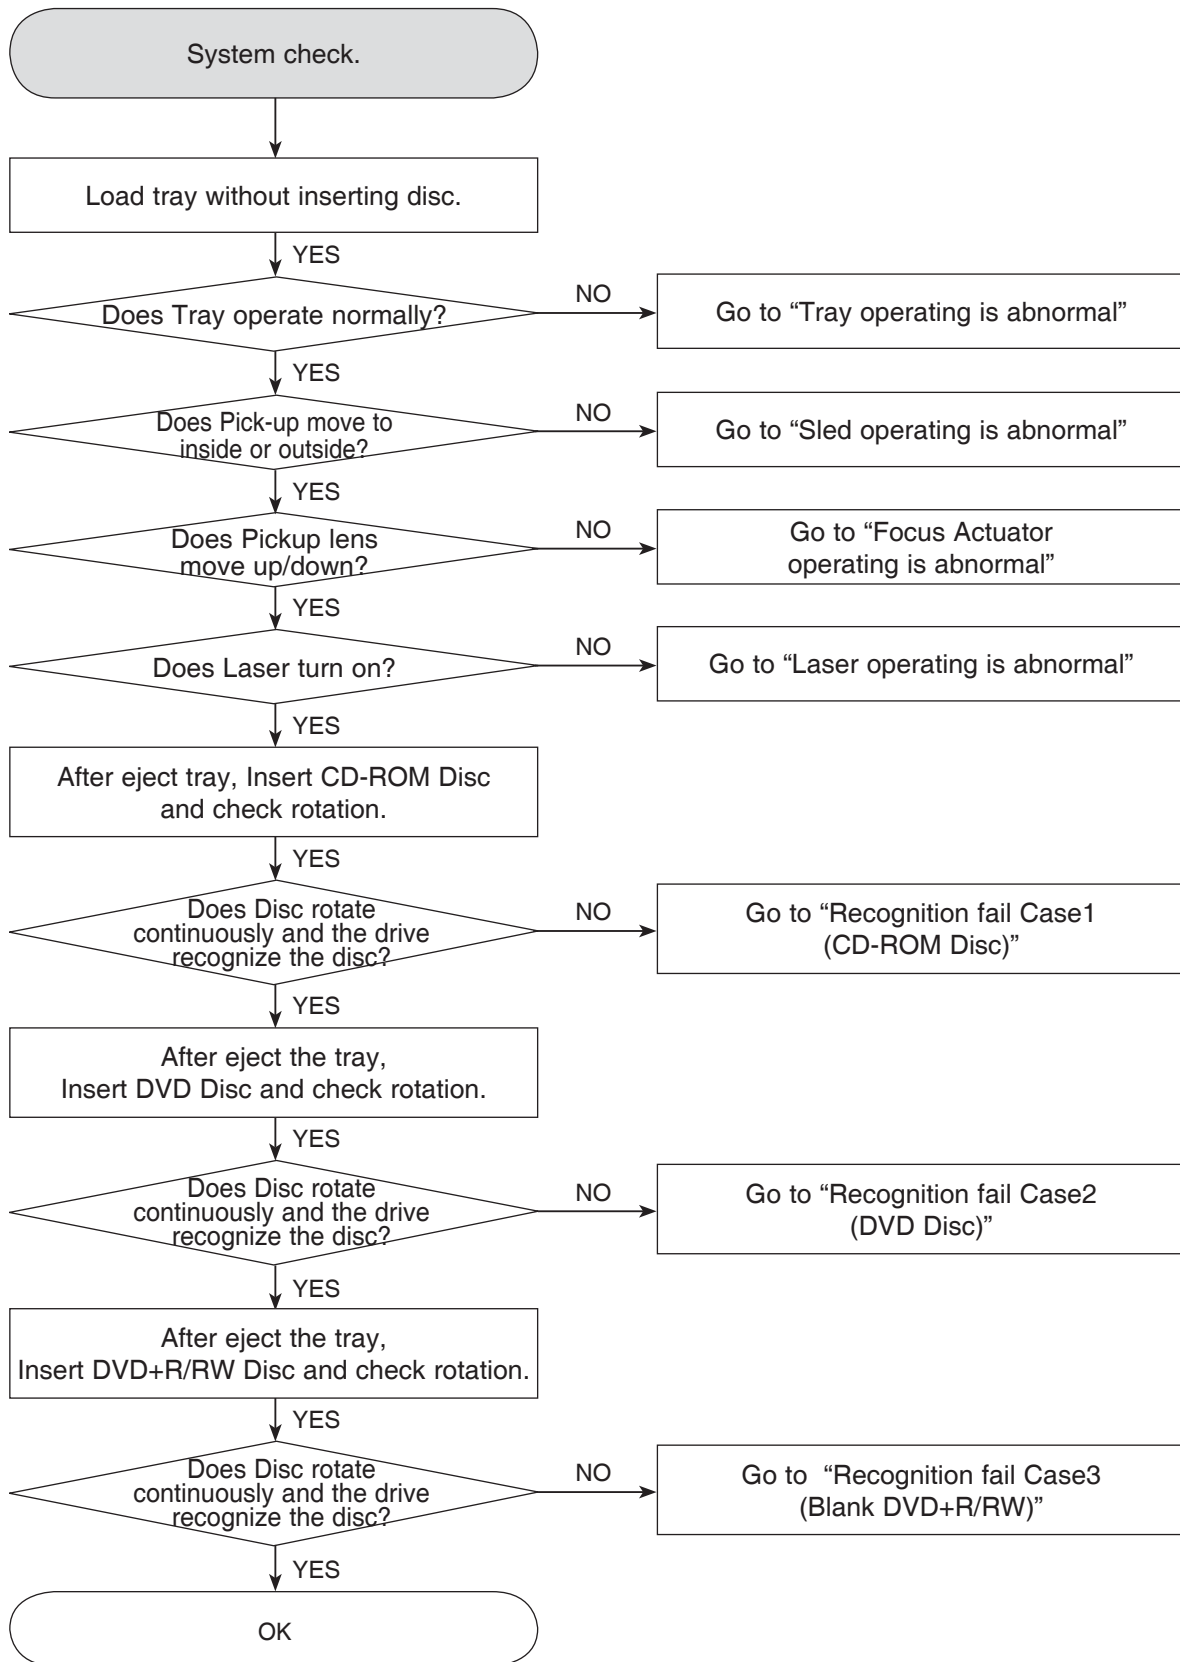 System check.
Load tray without inserting disc.
YES
Does Tray operate normally?
NO
Go to “Tray operating is abnormal”
YES
Does Pick-up move to
inside or outside?
NO
Go to “Sled operating is abnormal”
YES
Does Pickup lens
move up/down?
NO
Go to “Focus Actuator
operating is abnormal”
YES
Does Laser turn on?
NO
Go to “Laser operating is abnormal”
YES
After eject tray, Insert CD-ROM Disc
and check rotation.
YES
Does Disc rotate
continuously and the drive
recognize the disc?
NO
Go to “Recognition fail Case1
(CD-ROM Disc)”
YES
After eject the tray,
Insert DVD Disc and check rotation.
YES
Does Disc rotate
continuously and the drive
recognize the disc?
NO
Go to “Recognition fail Case2
(DVD Disc)”
YES
After eject the tray,
Insert DVD+R/RW Disc and check rotation.
YES
Does Disc rotate
continuously and the drive
recognize the disc?
NO
Go to “Recognition fail Case3
(Blank DVD+R/RW)”
YES
OK